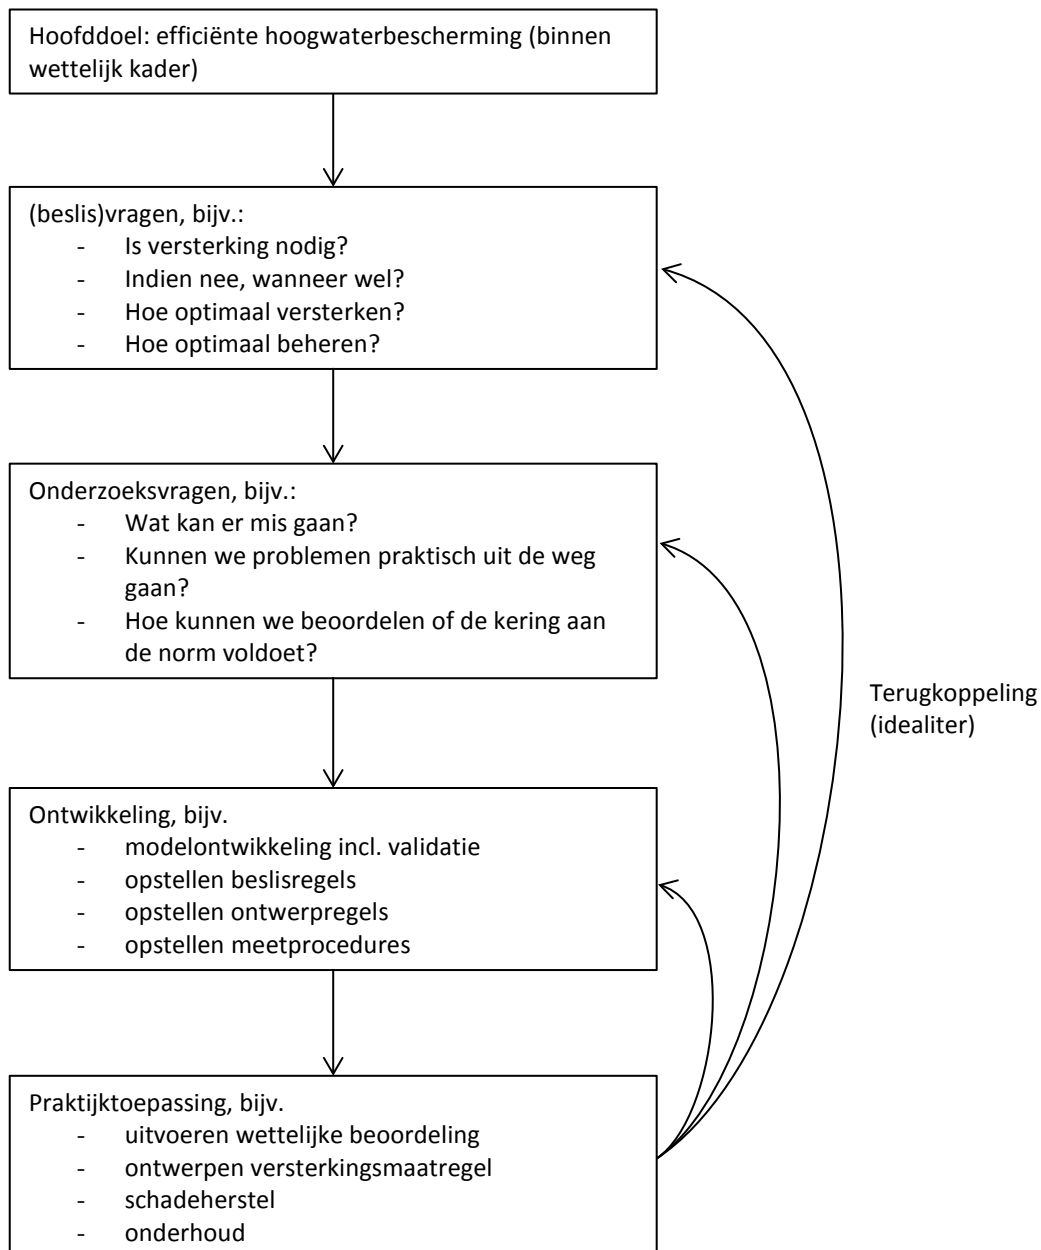 Hoofddoel: efficiënte hoogwaterbescherming (binnen
wettelijk kader)
(beslis)vragen, bijv.:
- Is versterking nodig?
- Indien nee, wanneer wel?
- Hoe optimaal versterken?
- Hoe optimaal beheren?
Onderzoeksvragen, bijv.:
- Wat kan er mis gaan?
- Kunnen we problemen praktisch uit de weg
gaan?
- Hoe kunnen we beoordelen of de kering aan
de norm voldoet?
Terugkoppeling
(idealiter)
Ontwikkeling, bijv.
- modelontwikkeling incl. validatie
- opstellen beslisregels
- opstellen ontwerpregels
- opstellen meetprocedures
Praktijktoepassing, bijv.
- uitvoeren wettelijke beoordeling
- ontwerpen versterkingsmaatregel
- schadeherstel
- onderhoud